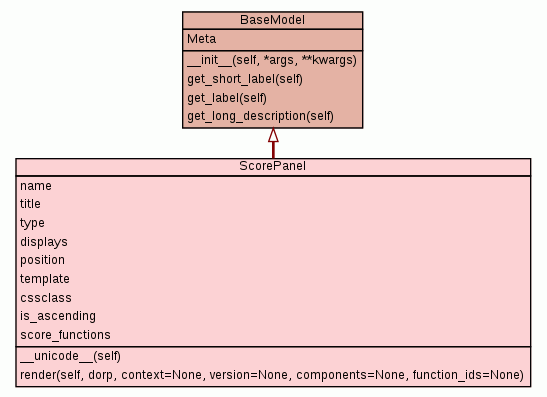 BaseModel
Meta
__init__(self, *args, **kwargs)
get_short_label(self)
get_label(self)
get_long_description(self)
ScorePanel
name
title
type
displays
position
template
cssclass
is_ascending
score_functions
__unicode__(self)
render(self, dorp, context=None, version=None, components=None, function_ids=None)